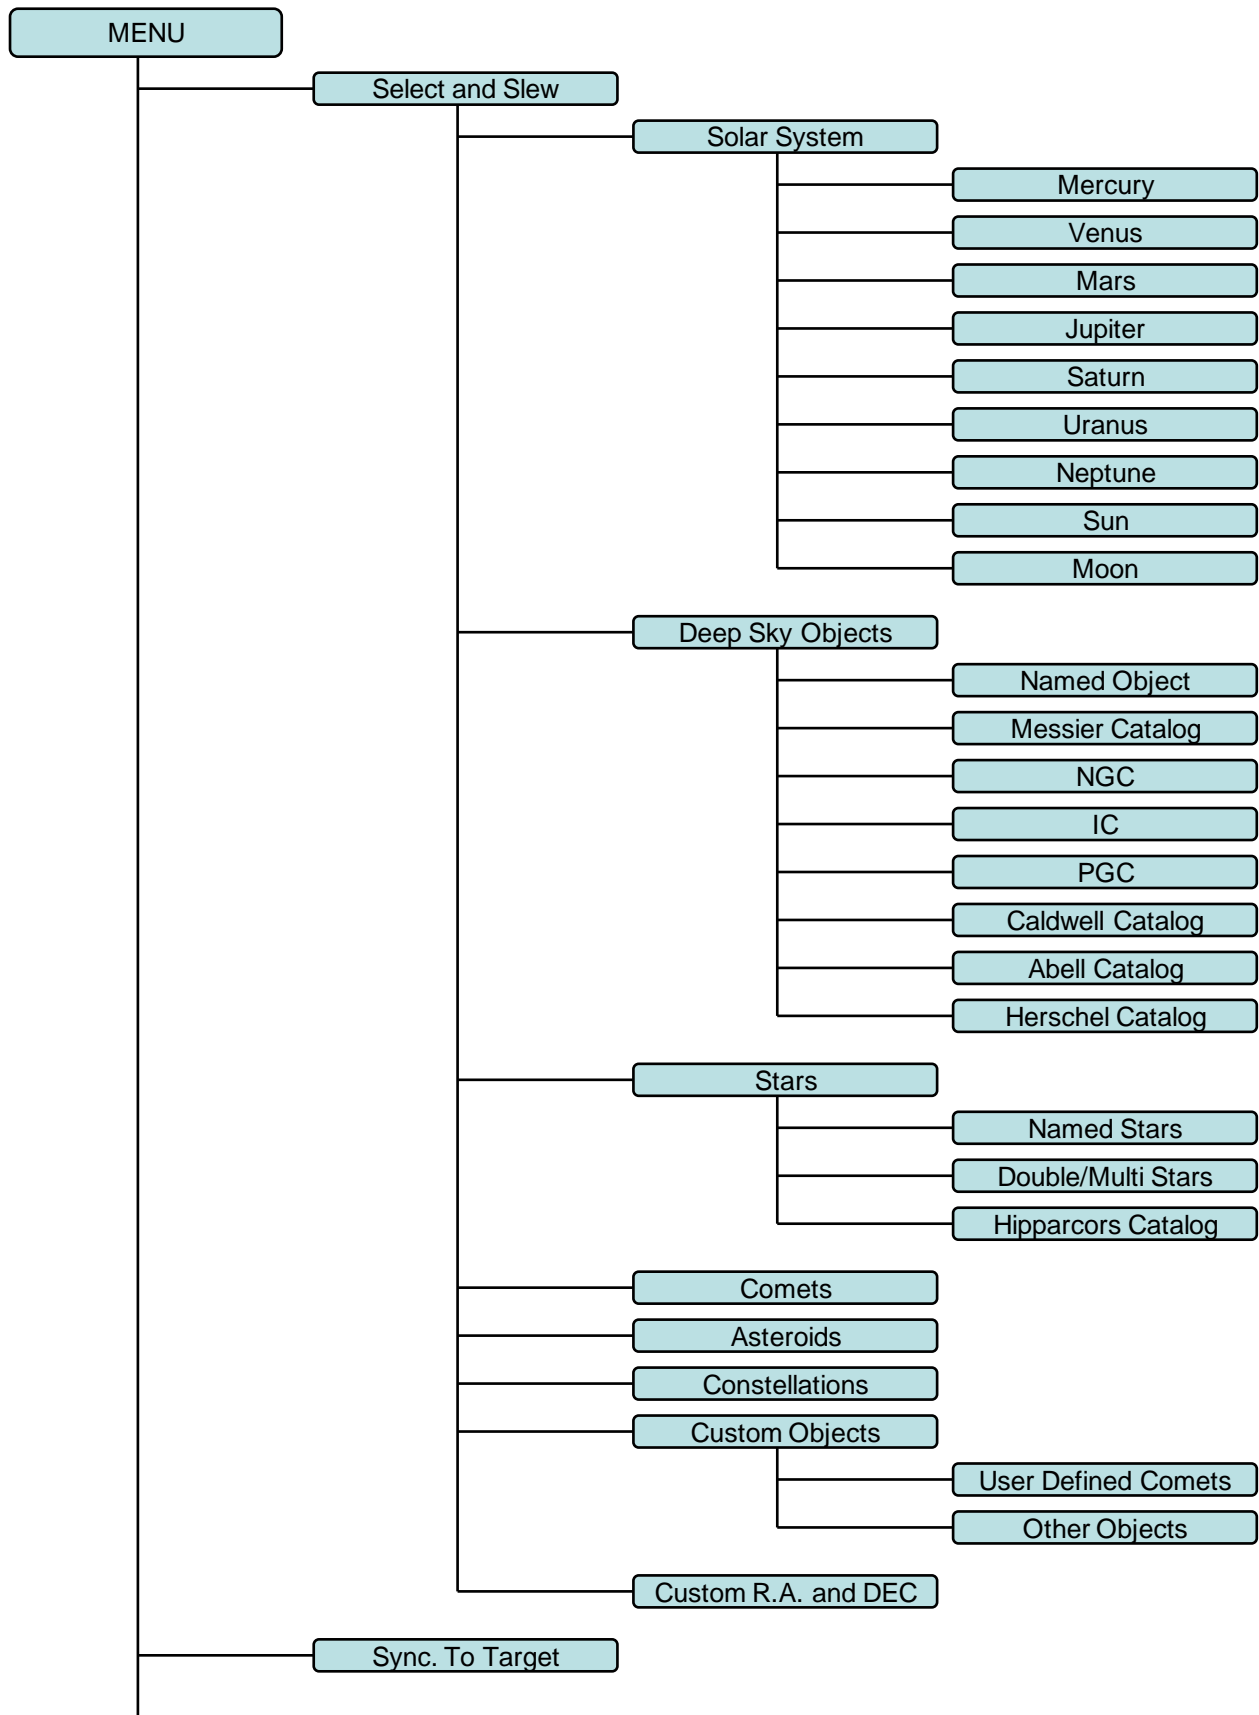 MENU
Select and Slew
Solar System
Mercury
Venus
Mars
Jupiter
Saturn
Uranus
Neptune
Sun
Moon
Deep Sky Objects
Named Object
Messier Catalog
NGC
IC
PGC
Caldwell Catalog
Abell Catalog
Herschel Catalog
Stars
Named Stars
Double/Multi Stars
Hipparcors Catalog
Comets
Asteroids
Constellations
Custom Objects
User Defined Comets
Other Objects
Custom R.A. and DEC
Sync. To Target